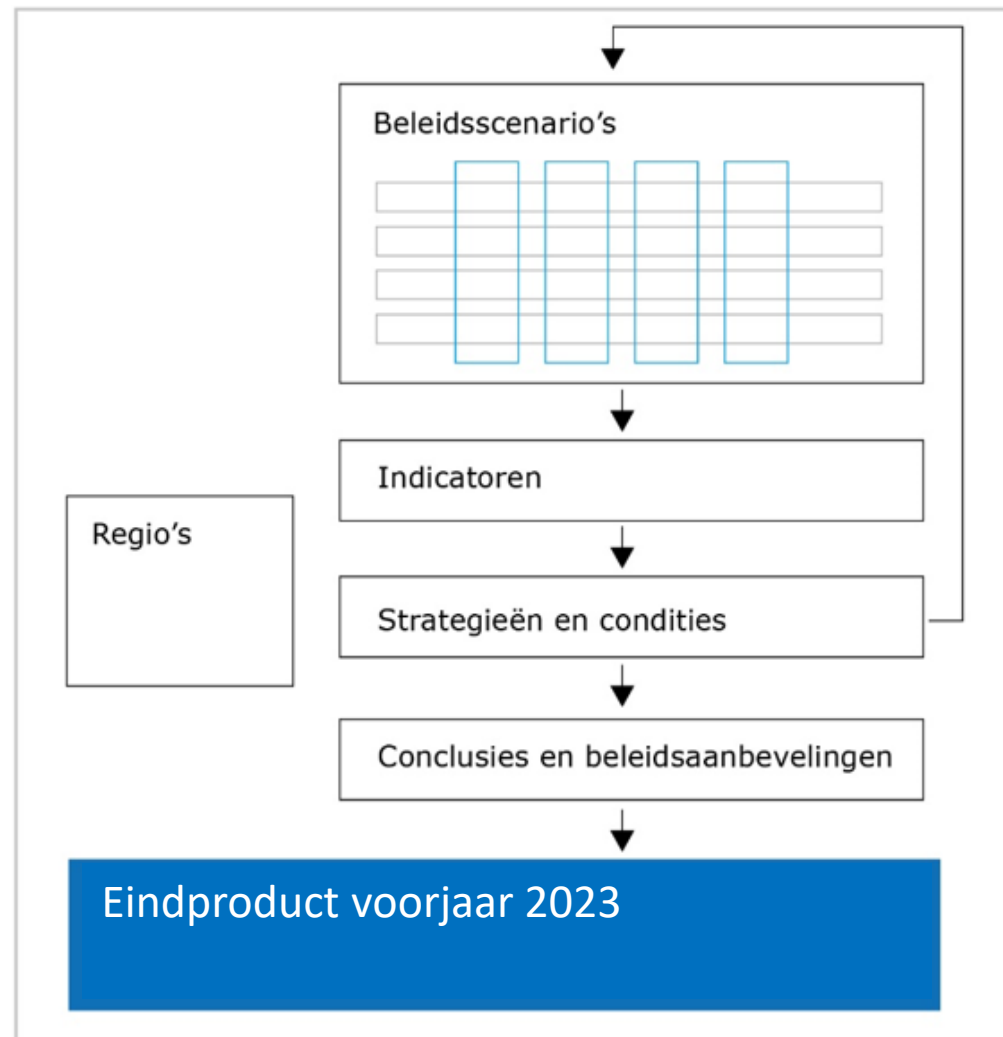 Beleidsscenario's
Indicatoren
Regio's
Strategieën en condities
Conclusies en beleidsaanbevelingen
Eindproduct voorjaar 2023